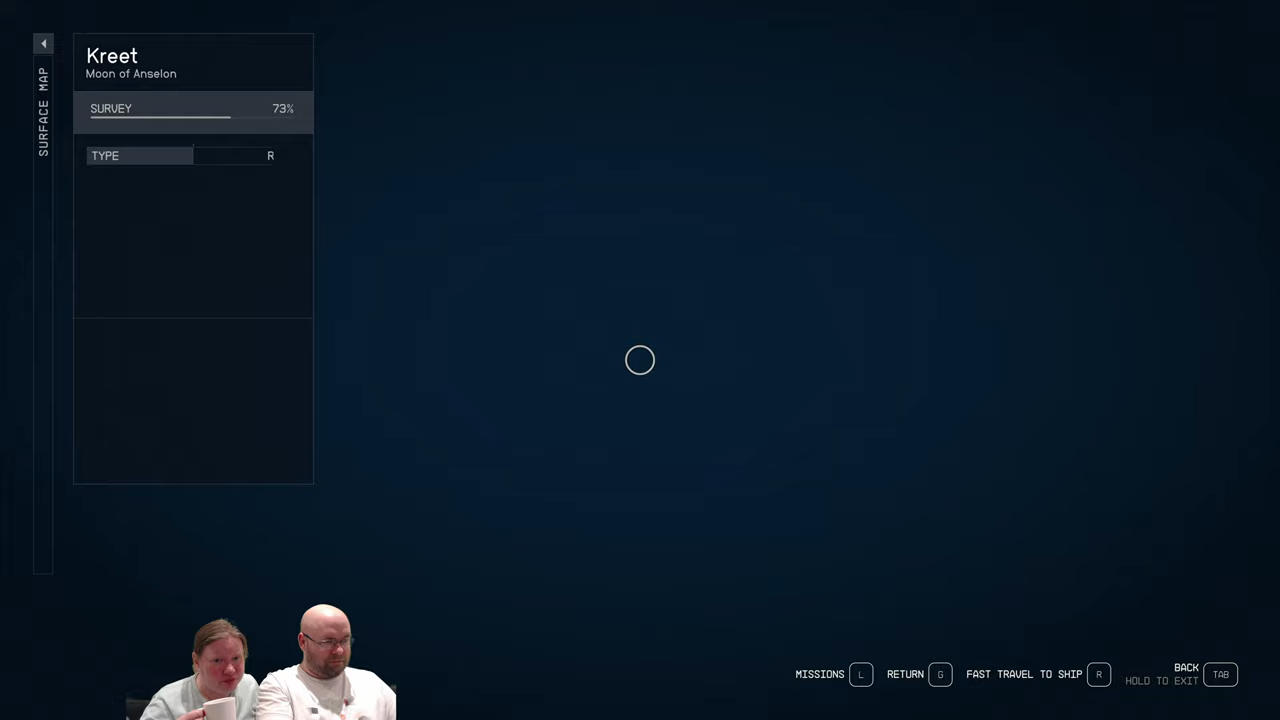 Kreet
Moon of Anselon
SURVEY 73%
TYPE R
SURFACE MAP
MISSIONS L
RETURN G
FAST TRAVEL TO SHIP R
BACK
HOLD TO EXIT
TAB